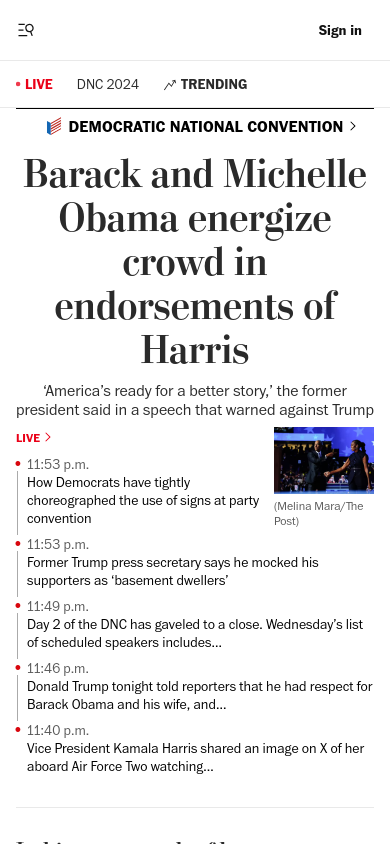 Sign in
LIVE DNC 2024 TRENDING
DEMOCRATIC NATIONAL CONVENTION
Barack and Michelle
Obama energize
crowd in
endorsements of
Harris
‘America’s ready for a better story,’ the former
president said in a speech that warned against Trump
LIVE
11:53 p.m.
How Democrats have tightly
choreographed the use of signs at party
convention
(Melina Mara/The
Post)
11:53 p.m.
Former Trump press secretary says he mocked his
supporters as ‘basement dwellers’
11:49 p.m.
Day 2 of the DNC has gaveled to a close. Wednesday’s list
of scheduled speakers includes...
11:46 p.m.
Donald Trump tonight told reporters that he had respect for
Barack Obama and his wife, and...
11:40 p.m.
Vice President Kamala Harris shared an image on X of her
aboard Air Force Two watching...